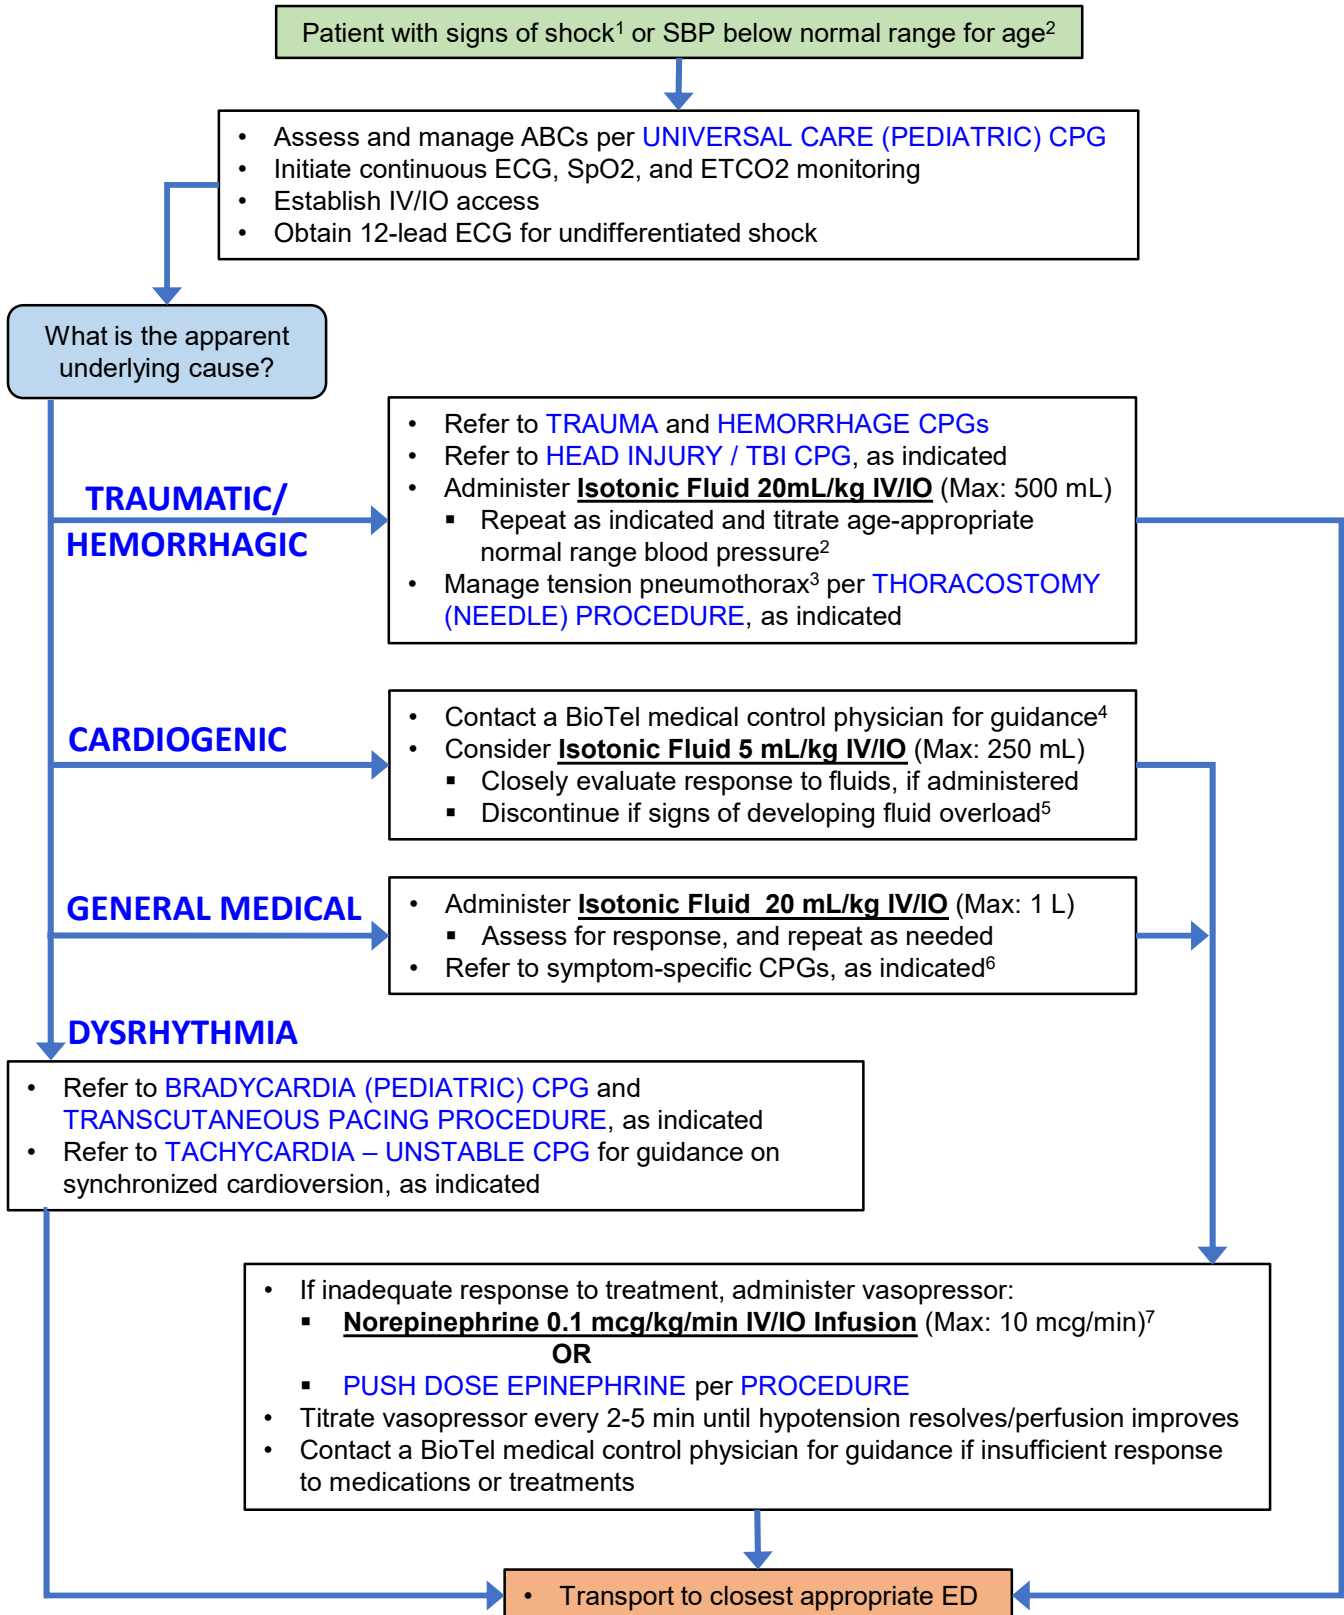 Patient with signs of shock¹ or SBP below normal range for age²
• Assess and manage ABCs per UNIVERSAL CARE (PEDIATRIC) CPG
• Initiate continuous ECG, SpO2, and ETCO2 monitoring
• Establish IV/IO access
• Obtain 12-lead ECG for undifferentiated shock
What is the apparent
underlying cause?
TRAUMATIC/
HEMORRHAGIC
• Refer to TRAUMA and HEMORRHAGE CPGs
• Refer to HEAD INJURY / TBI CPG, as indicated
• Administer Isotonic Fluid 20mL/kg IV/IO (Max: 500 mL)
▪ Repeat as indicated and titrate age-appropriate
normal range blood pressure²
• Manage tension pneumothorax³ per THORACOSTOMY
(NEEDLE) PROCEDURE, as indicated
CARDIOGENIC
• Contact a BioTel medical control physician for guidance⁴
• Consider Isotonic Fluid 5 mL/kg IV/IO (Max: 250 mL)
▪ Closely evaluate response to fluids, if administered
▪ Discontinue if signs of developing fluid overload⁵
GENERAL MEDICAL
• Administer Isotonic Fluid 20 mL/kg IV/IO (Max: 1 L)
▪ Assess for response, and repeat as needed
• Refer to symptom-specific CPGs, as indicated⁶
DYSRHYTHMIA
• Refer to BRADYCARDIA (PEDIATRIC) CPG and
TRANSCUTANEOUS PACING PROCEDURE, as indicated
• Refer to TACHYCARDIA – UNSTABLE CPG for guidance on
synchronized cardioversion, as indicated
• If inadequate response to treatment, administer vasopressor:
▪ Norepinephrine 0.1 mcg/kg/min IV/IO Infusion (Max: 10 mcg/min)⁷
OR
▪ PUSH DOSE EPINEPHRINE per PROCEDURE
• Titrate vasopressor every 2-5 min until hypotension resolves/perfusion improves
• Contact a BioTel medical control physician for guidance if insufficient response
to medications or treatments
• Transport to closest appropriate ED